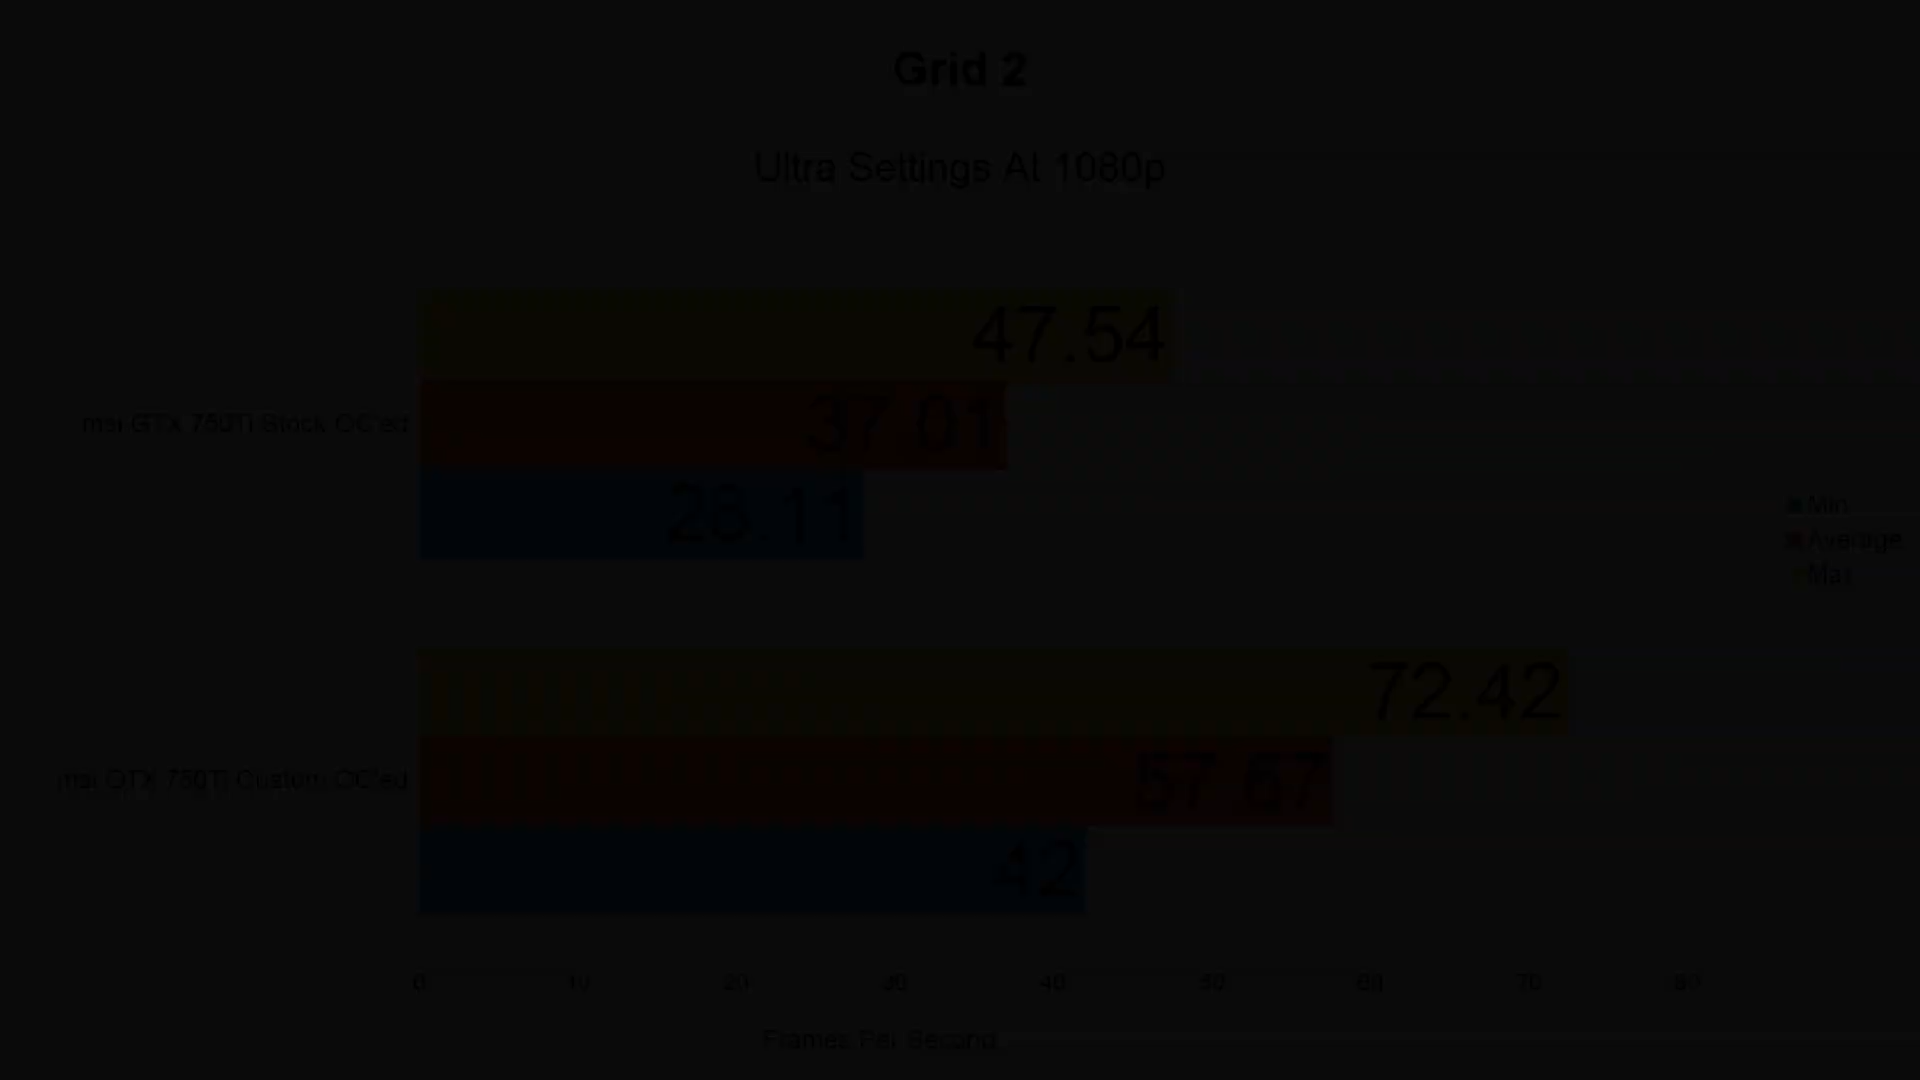 Grid 2
Ultra Settings At 1080p
47.54
msi GTX 750Ti Stock OC'ed
37.01
28.11
Min
Average
Max
72.42
msi GTX 750Ti Custom OC'ed
57.67
42
0 10 20 30 40 50 60 70 80
Frames Per Second